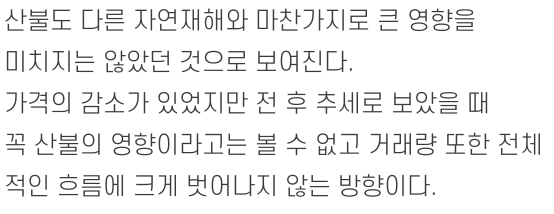 산불도 다른 자연재해와 마찬가지로 큰 영향을
미치지는 않았던 것으로 보여진다.
가격의 감소가 있었지만 전 후 추세로 보았을 때
꼭 산불의 영향이라고는 볼 수 없고 거래량 또한 전체
적인 흐름에 크게 벗어나지 않는 방향이다.